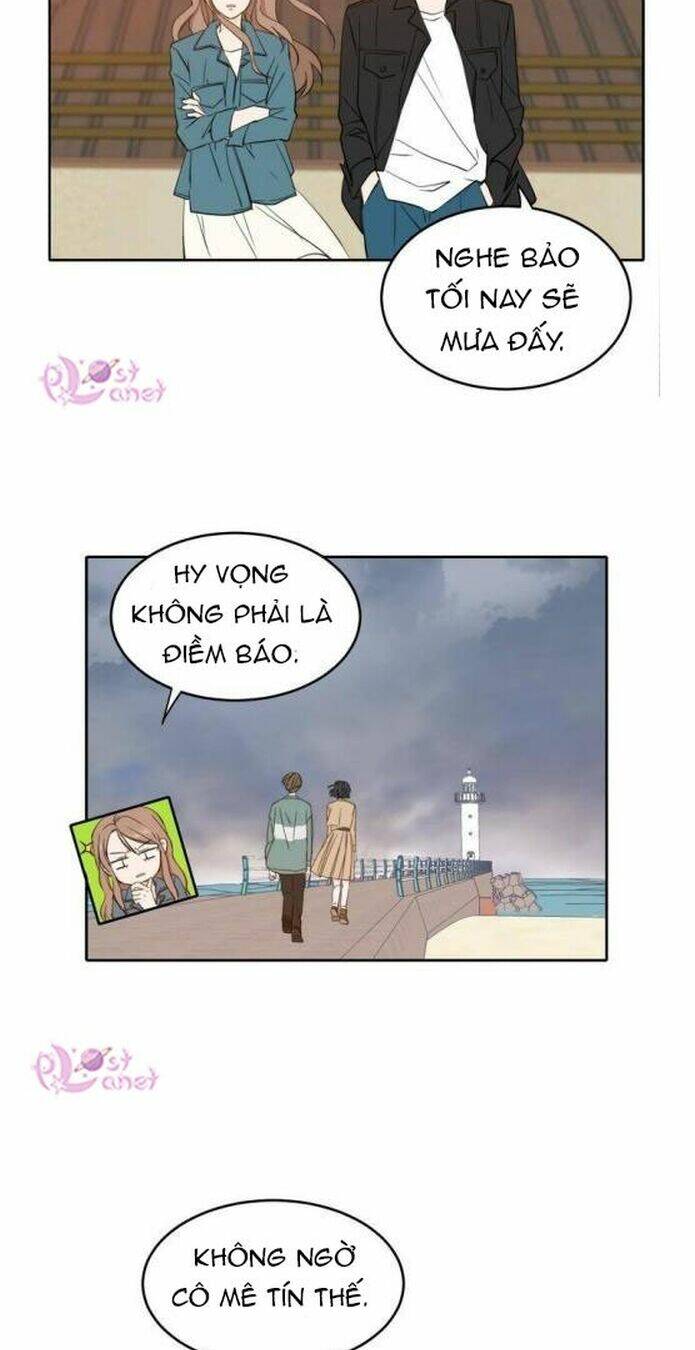 NGHE BẢO
TỐI NAY SẼ
MƯA ĐẤY.
Lost
Planet
HY VỌNG
KHÔNG PHẢI LÀ
ĐIỀM BÁO.
Lost
Planet
KHÔNG NGỜ
CÔ MÊ TÍN THẾ.